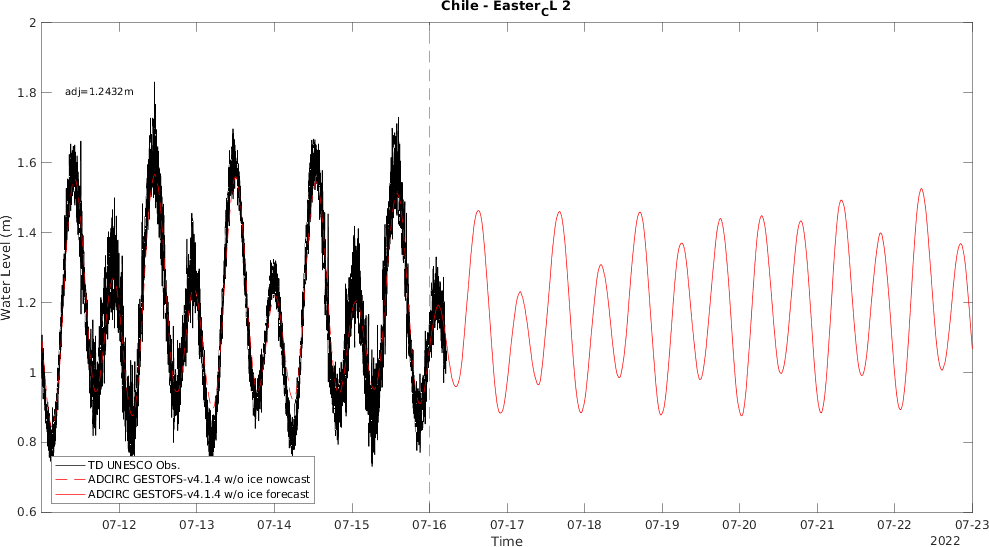 Chile - Easter_CL 2
2
adj=1.2432m
1.8
1.6
1.4
1.2
1
0.8
0.6
Water Level (m)
TD UNESCO Obs.
ADCIRC GESTOFS-v4.1.4 w/o ice nowcast
ADCIRC GESTOFS-v4.1.4 w/o ice forecast
07-12 07-13 07-14 07-15 07-16 07-17 07-18 07-19 07-20 07-21 07-22 07-23
Time
2022